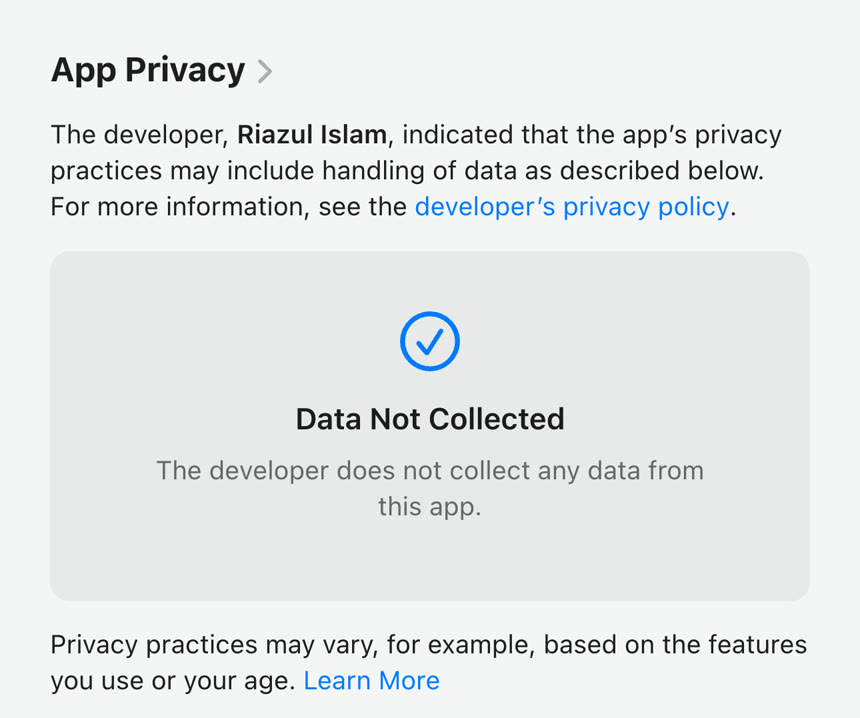 App Privacy
The developer, Riazul Islam, indicated that the app’s privacy
practices may include handling of data as described below.
For more information, see the developer’s privacy policy.
Data Not Collected
The developer does not collect any data from
this app.
Privacy practices may vary, for example, based on the features
you use or your age. Learn More